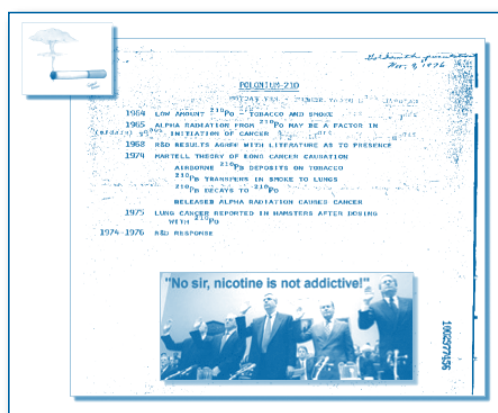 Nov. 9, 1976
POLONIUM-210
1964 LOW AMOUNT ²¹⁰Po - TOBACCO AND SMOKE
1965 ALPHA RADIATION FROM ²¹⁰Po MAY BE A FACTOR IN
INITIATION OF CANCER
1968 R&D RESULTS AGREE WITH LITERATURE AS TO PRESENCE
1974 MARTELL THEORY OF LUNG CANCER CAUSATION
AIRBORNE ²¹⁰PB DEPOSITS ON TOBACCO
²¹⁰PB TRANSFERS IN SMOKE TO LUNGS
²¹⁰PB DECAYS TO ²¹⁰Po
RELEASED ALPHA RADIATION CAUSES CANCER
1975 LUNG CANCER REPORTED IN HAMSTERS AFTER DOSING
WITH ²¹⁰Po
1974-1976 R&D RESPONSE
"No sir, nicotine is not addictive!"